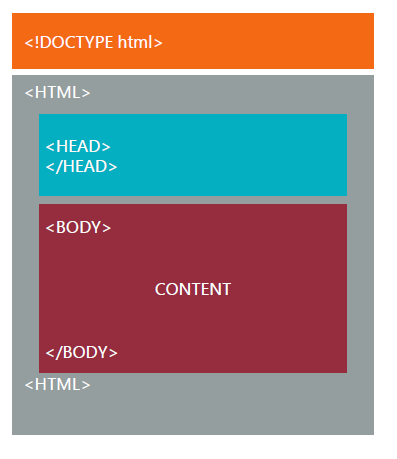 <!DOCTYPE html>
<HTML>
<HEAD>
</HEAD>
<BODY>
CONTENT
</BODY>
<HTML>